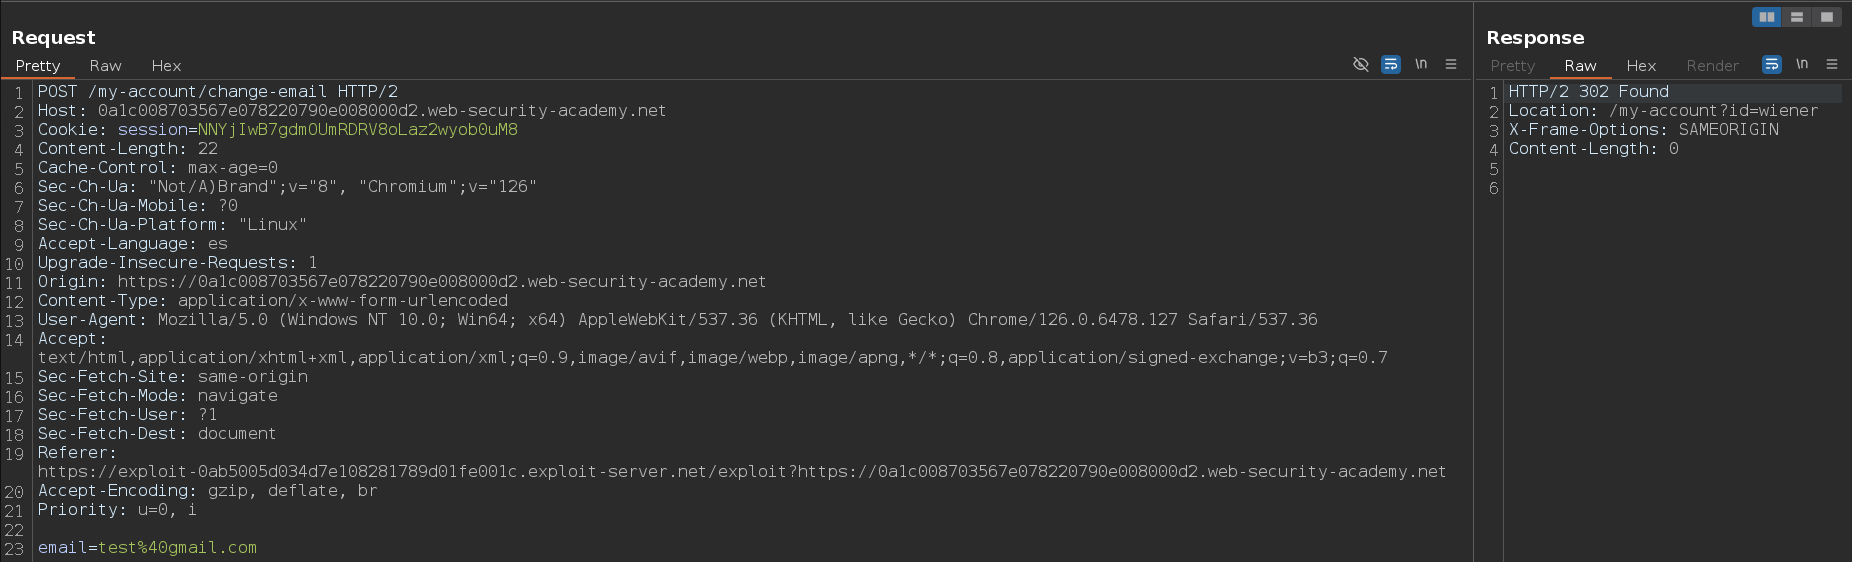 Request
Pretty Raw Hex
\n
1 POST /my-account/change-email HTTP/2
2 Host: 0a1c008703567e078220790e008000d2.web-security-academy.net
3 Cookie: session=NNYjIwB7gdmOUmRDRV8oLaz2wyob0uM8
4 Content-Length: 22
5 Cache-Control: max-age=0
6 Sec-Ch-Ua: "Not/A)Brand";v="8", "Chromium";v="126"
7 Sec-Ch-Ua-Mobile: ?0
8 Sec-Ch-Ua-Platform: "Linux"
9 Accept-Language: es
10 Upgrade-Insecure-Requests: 1
11 Origin: https://0a1c008703567e078220790e008000d2.web-security-academy.net
12 Content-Type: application/x-www-form-urlencoded
13 User-Agent: Mozilla/5.0 (Windows NT 10.0; Win64; x64) AppleWebKit/537.36 (KHTML, like Gecko) Chrome/126.0.6478.127 Safari/537.36
14 Accept:
text/html,application/xhtml+xml,application/xml;q=0.9,image/avif,image/webp,image/apng,*/*;q=0.8,application/signed-exchange;v=b3;q=0.7
15 Sec-Fetch-Site: same-origin
16 Sec-Fetch-Mode: navigate
17 Sec-Fetch-User: ?1
18 Sec-Fetch-Dest: document
19 Referer:
https://exploit-0ab5005d034d7e108281789d01fe001c.exploit-server.net/exploit?https://0a1c008703567e078220790e008000d2.web-security-academy.net
20 Accept-Encoding: gzip, deflate, br
21 Priority: u=0, i
22
23 email=test%40gmail.com
Response
Pretty Raw Hex Render
\n
1 HTTP/2 302 Found
2 Location: /my-account?id=wiener
3 X-Frame-Options: SAMEORIGIN
4 Content-Length: 0
5
6